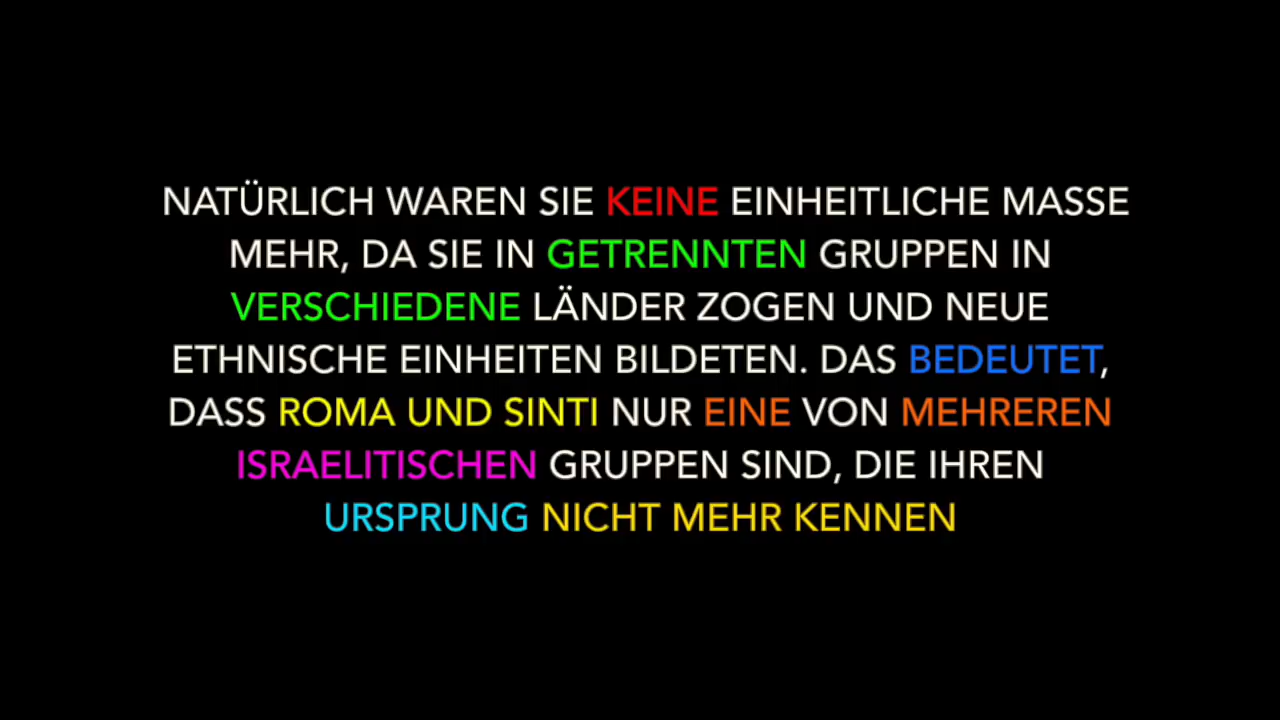 NATÜRLICH WAREN SIE KEINE EINHEITLICHE MASSE
MEHR, DA SIE IN GETRENNTEN GRUPPEN IN
VERSCHIEDENE LÄNDER ZOGEN UND NEUE
ETHNISCHE EINHEITEN BILDETEN. DAS BEDEUTET,
DASS ROMA UND SINTI NUR EINE VON MEHREREN
ISRAELITISCHEN GRUPPEN SIND, DIE IHREN
URSPRUNG NICHT MEHR KENNEN